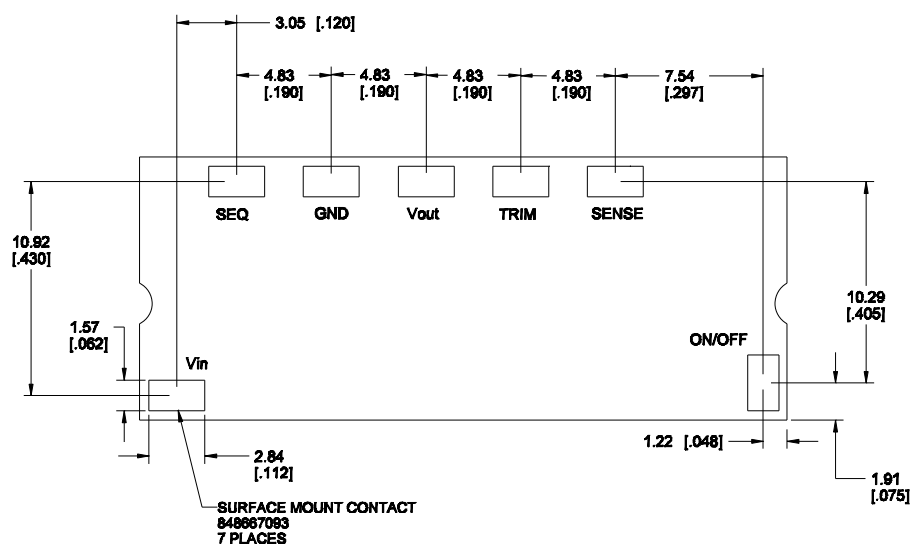 3.05 [.120]
4.83 4.83 4.83 4.83 7.54
[.190] [.190] [.190] [.190] [.297]
SEQ GND Vout TRIM SENSE
10.92
[.430]
10.29
[.405]
1.57
[.062]
ON/OFF
Vin
1.22 [.048]
2.84
[.112]
1.91
[.075]
SURFACE MOUNT CONTACT
848667093
7 PLACES